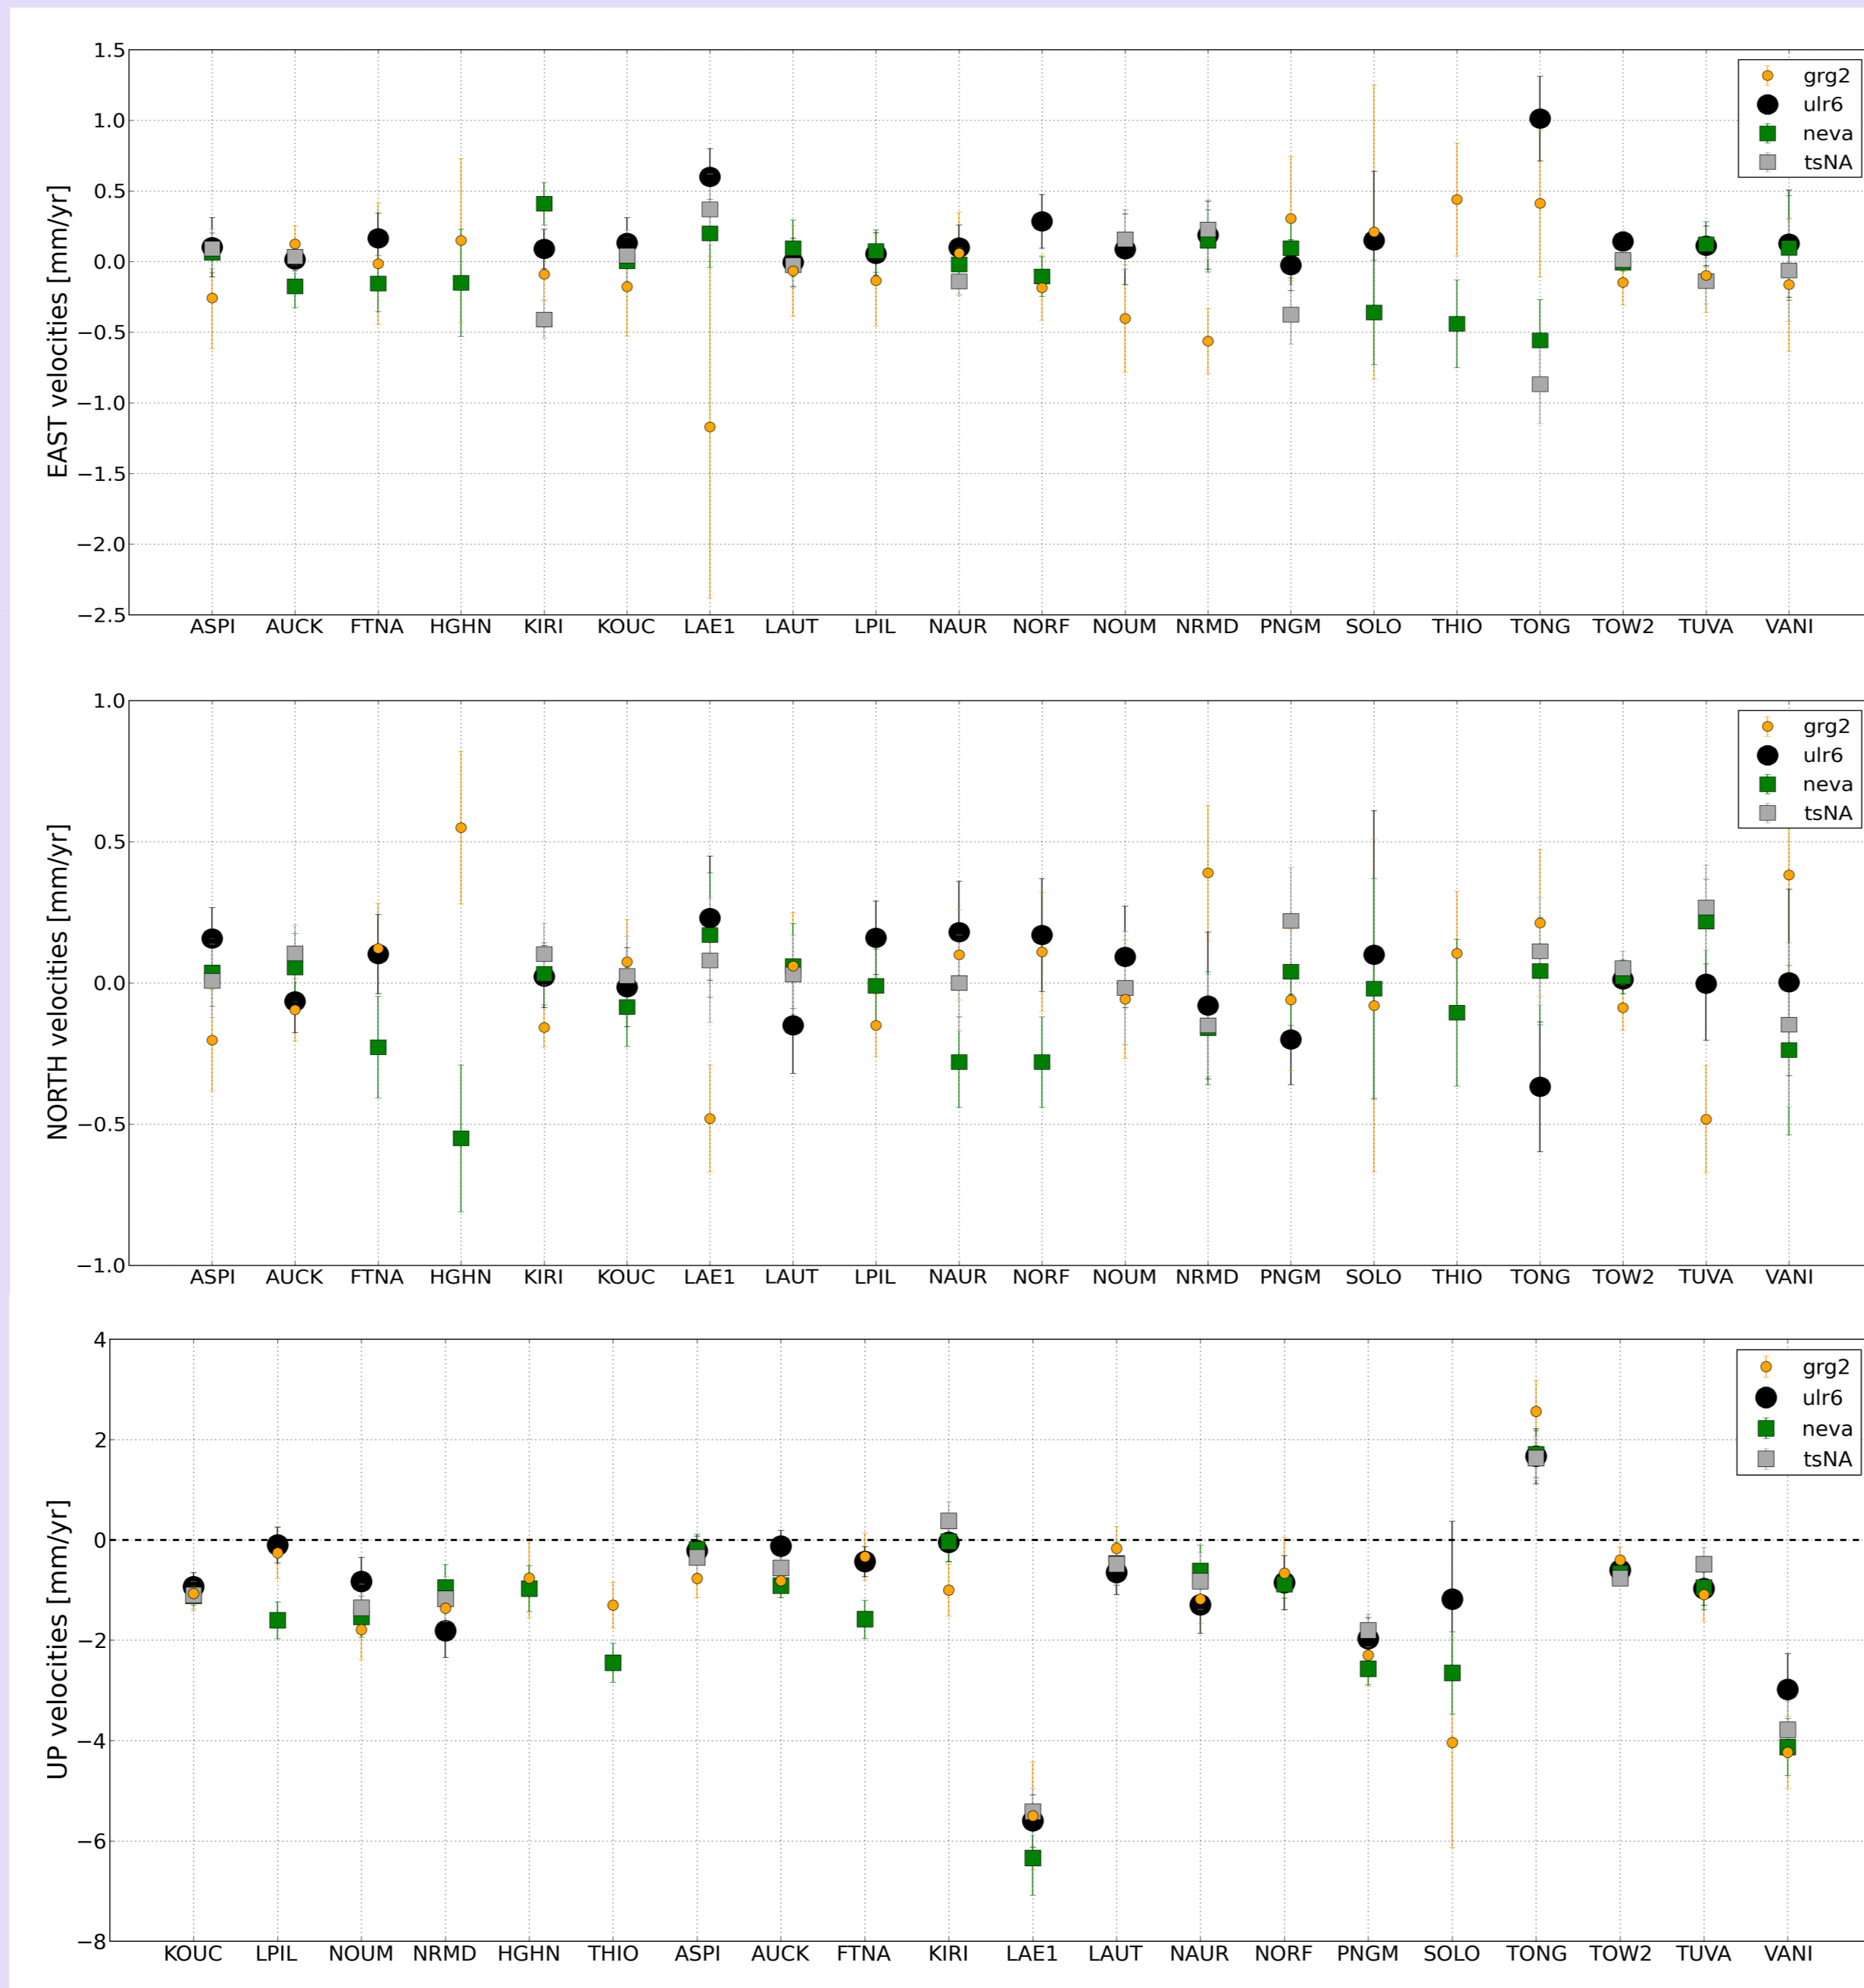 EAST velocities [mm/yr]
1.5
1.0
0.5
0.0
−0.5
−1.0
−1.5
−2.0
−2.5
grg2
ulr6
neva
tsNA
ASPI AUCK FTNA HGHN KIRI KOUC LAE1 LAUT LPIL NAUR NORF NOUM NRMD PNGM SOLO THIO TONG TOW2 TUVA VANI
NORTH velocities [mm/yr]
1.0
0.5
0.0
−0.5
−1.0
grg2
ulr6
neva
tsNA
ASPI AUCK FTNA HGHN KIRI KOUC LAE1 LAUT LPIL NAUR NORF NOUM NRMD PNGM SOLO THIO TONG TOW2 TUVA VANI
UP velocities [mm/yr]
4
2
0
−2
−4
−6
−8
grg2
ulr6
neva
tsNA
KOUC LPIL NOUM NRMD HGHN THIO ASPI AUCK FTNA KIRI LAE1 LAUT NAUR NORF PNGM SOLO TONG TOW2 TUVA VANI